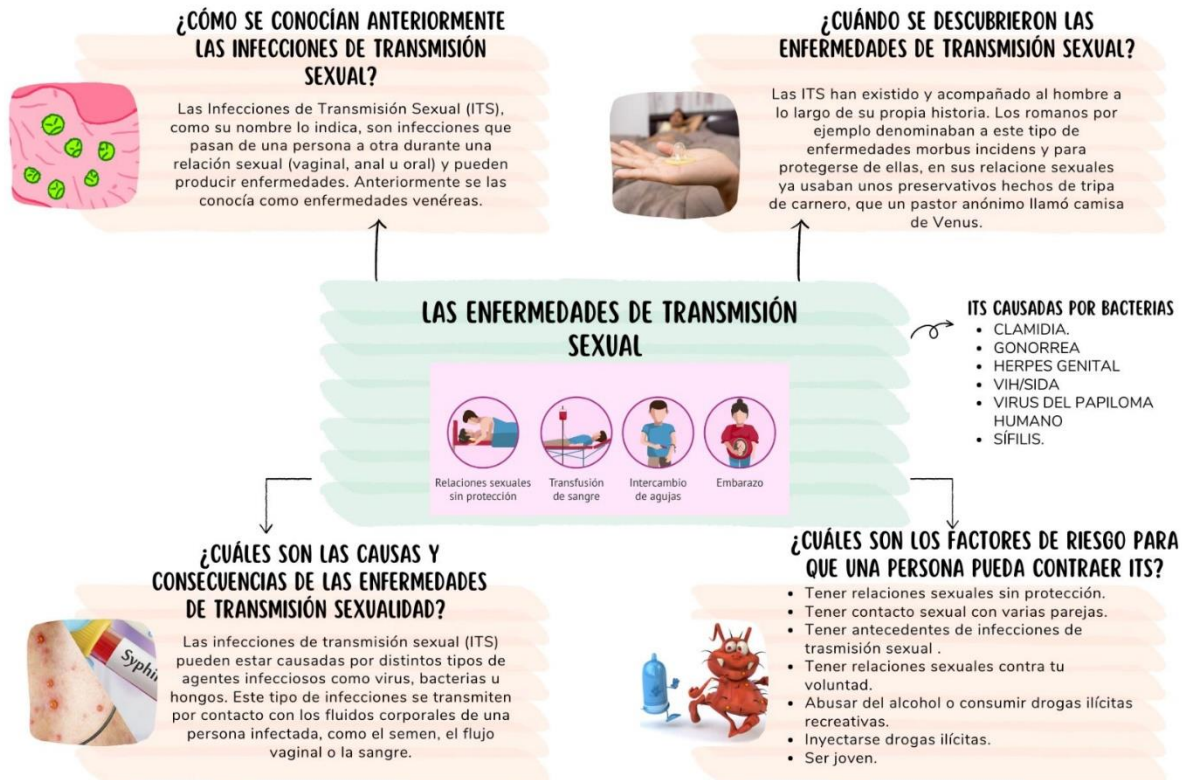 ¿CÓMO SE CONOCÍAN ANTERIORMENTE
LAS INFECCIONES DE TRANSMISIÓN
SEXUAL?
Las Infecciones de Transmisión Sexual (ITS),
como su nombre lo indica, son infecciones que
pasan de una persona a otra durante una
relación sexual (vaginal, anal u oral) y pueden
producir enfermedades. Anteriormente se las
conocía como enfermedades venéreas.
¿CUÁNDO SE DESCUBRIERON LAS
ENFERMEDADES DE TRANSMISIÓN SEXUAL?
Las ITS han existido y acompañado al hombre a
lo largo de su propia historia. Los romanos por
ejemplo denominaban a este tipo de
enfermedades morbus incidens y para
protegerse de ellas, en sus relacione sexuales
ya usaban unos preservativos hechos de tripa
de carnero, que un pastor anónimo llamó camisa
de Venus.
LAS ENFERMEDADES DE TRANSMISIÓN
SEXUAL
Relaciones sexuales
sin protección
Transfusión
de sangre
Intercambio
de agujas
Embarazo
ITS CAUSADAS POR BACTERIAS
• CLAMIDIA.
• GONORREA
• HERPES GENITAL
• VIH/SIDA
• VIRUS DEL PAPILOMA
HUMANO
• SÍFILIS.
¿CUÁLES SON LAS CAUSAS Y
CONSECUENCIAS DE LAS ENFERMEDADES
DE TRANSMISIÓN SEXUALIDAD?
Las infecciones de transmisión sexual (ITS)
pueden estar causadas por distintos tipos de
agentes infecciosos como virus, bacterias u
hongos. Este tipo de infecciones se transmiten
por contacto con los fluidos corporales de una
persona infectada, como el semen, el flujo
vaginal o la sangre.
¿CUÁLES SON LOS FACTORES DE RIESGO PARA
QUE UNA PERSONA PUEDA CONTRAER ITS?
• Tener relaciones sexuales sin protección.
• Tener contacto sexual con varias parejas.
• Tener antecedentes de infecciones de
trasmisión sexual .
• Tener relaciones sexuales contra tu
voluntad.
• Abusar del alcohol o consumir drogas ilícitas
recreativas.
• Inyectarse drogas ilícitas.
• Ser joven.